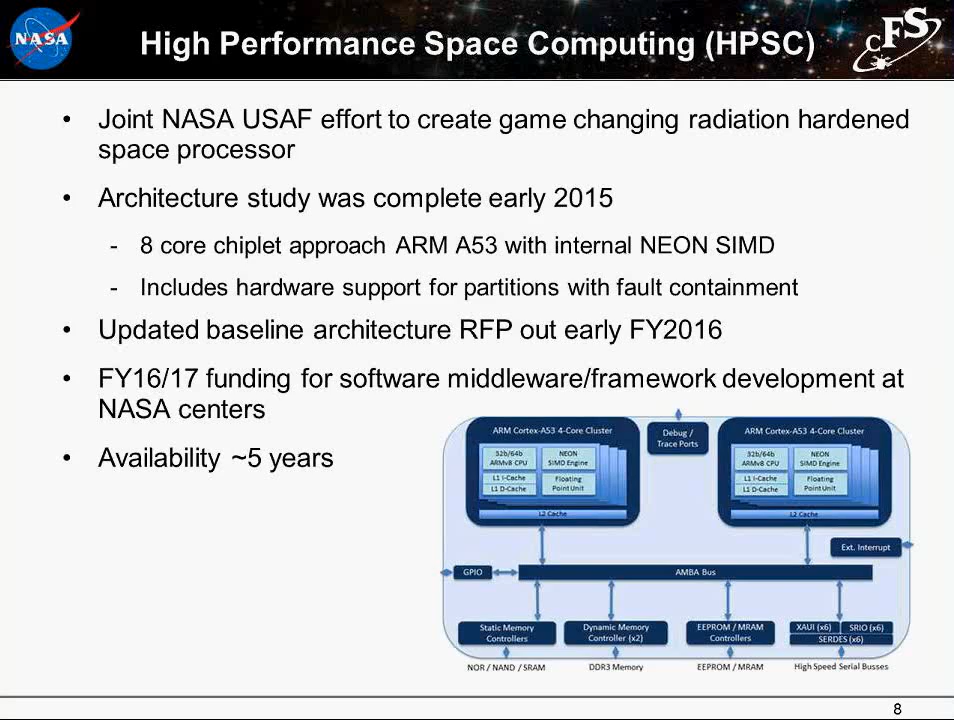 NASA
High Performance Space Computing (HPSC)
cFS
• Joint NASA USAF effort to create game changing radiation hardened
space processor
• Architecture study was complete early 2015
- 8 core chiplet approach ARM A53 with internal NEON SIMD
- Includes hardware support for partitions with fault containment
• Updated baseline architecture RFP out early FY2016
• FY16/17 funding for software middleware/framework development at
NASA centers
• Availability ~5 years
ARM Cortex-A53 4-Core Cluster
32b/64b
ARMv8 CPU
NEON
SIMD Engine
L1 I-Cache
L1 D-Cache
Floating
Point Unit
L2 Cache
Debug /
Trace Ports
ARM Cortex-A53 4-Core Cluster
32b/64b
ARMv8 CPU
NEON
SIMD Engine
L1 I-Cache
L1 D-Cache
Floating
Point Unit
L2 Cache
Ext. Interrupt
GPIO
AMBA Bus
Static Memory
Controllers
Dynamic Memory
Controller (x2)
EEPROM / MRAM
Controllers
XAUI (x6)
SRIO (x6)
SERDES (x6)
NOR / NAND / SRAM
DDR3 Memory
EEPROM / MRAM
High Speed Serial Busses
8